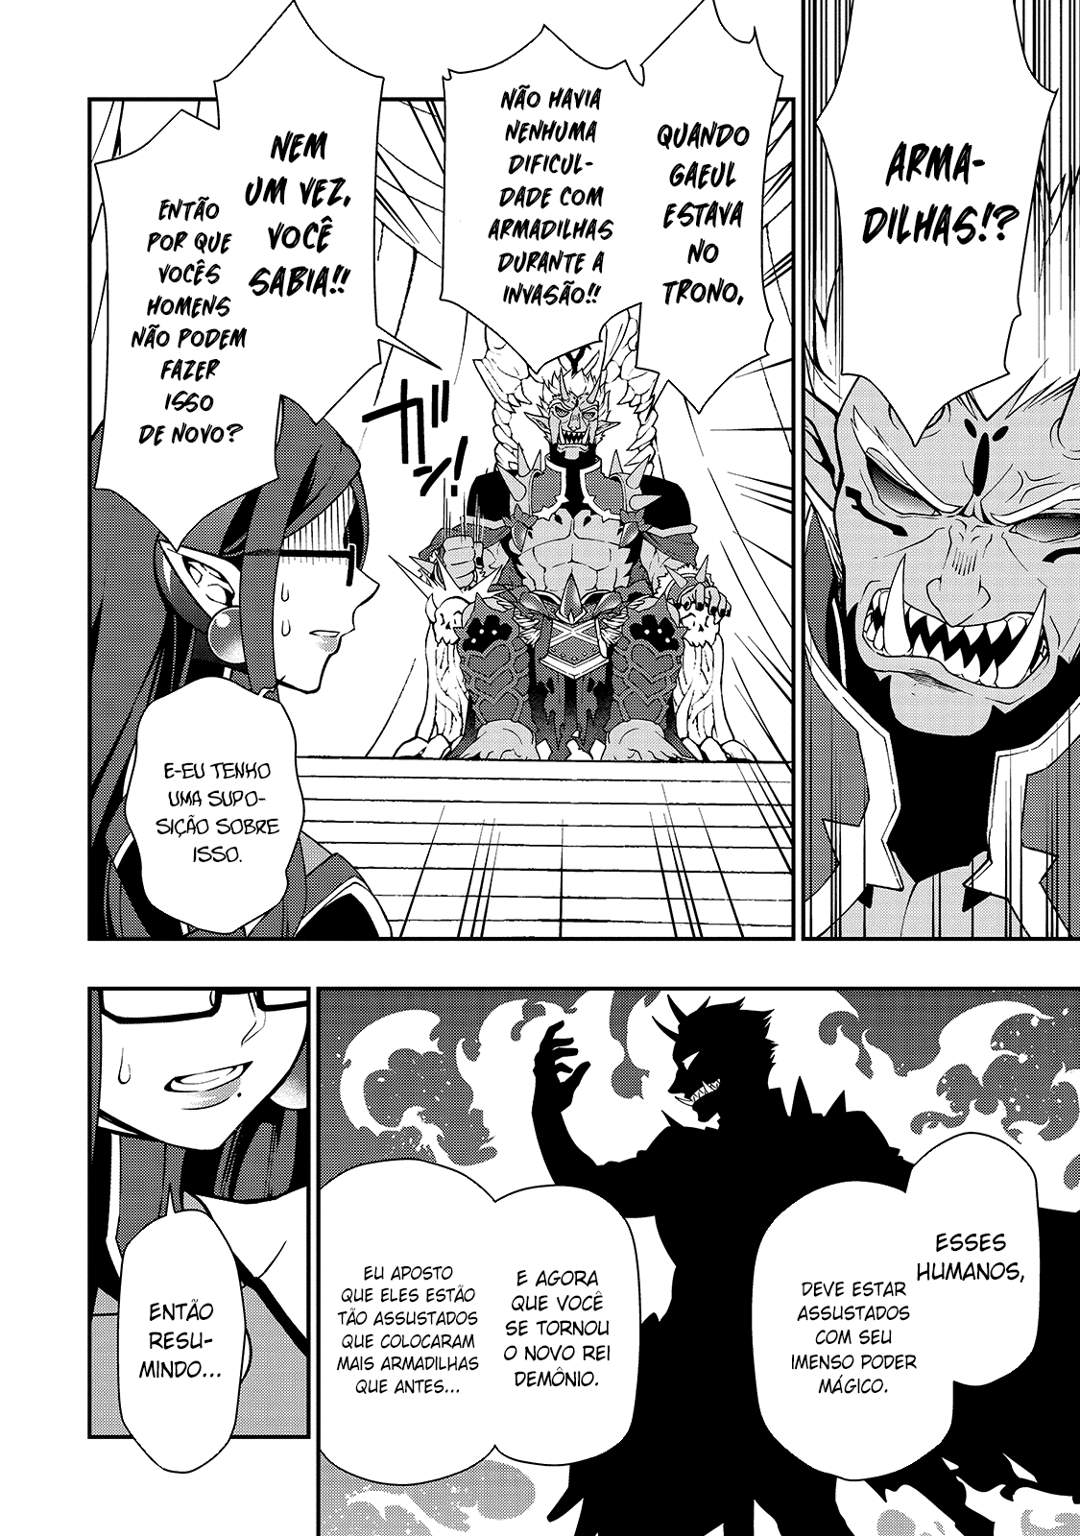 ARMA-
DILHAS!?
QUANDO
GAEUL
ESTAVA
NO
TRONO,
NÃO HAVIA
NENHUMA
DIFICUL-
DADE COM
ARMADILHAS
DURANTE A
INVASÃO!!
NEM
UM VEZ,
VOCÊ
SABIA!!
ENTÃO
POR QUE
VOCÊS
HOMENS
NÃO PODEM
FAZER
ISSO
DE NOVO?
ガン!
E-EU TENHO
UMA SUPO-
SIÇÃO SOBRE
ISSO.
ESSES
HUMANOS,
DEVE ESTAR
ASSUSTADOS
COM SEU
IMENSO PODER
MÁGICO.
E AGORA
QUE VOCÊ
SE TORNOU
O NOVO REI
DEMÔNIO.
EU APOSTO
QUE ELES ESTÃO
TÃO ASSUSTADOS
QUE COLOCARAM
MAIS ARMADILHAS
QUE ANTES...
ENTÃO
RESU-
MINDO...